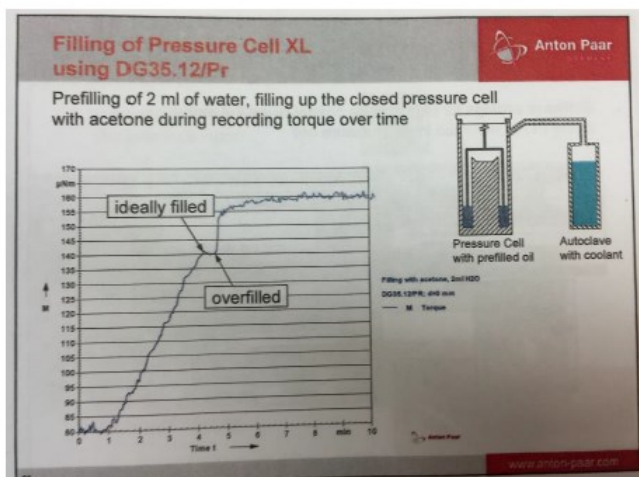 Filling of Pressure Cell XL
using DG35.12/Pr
Anton Paar
Prefilling of 2 ml of water, filling up the closed pressure cell
with acetone during recording torque over time
170
µNm
160
155
150
145
140
135
130
125
M
120
115
110
105
100
95
90
85
80
ideally filled
overfilled
0 1 2 3 4 5 6 7 8 min 10
Time t
Pressure Cell
with prefilled oil
Autoclave
with coolant
Filling with acetone, 2ml H2O
M Torque
Anton Paar
www.anton-paar.com